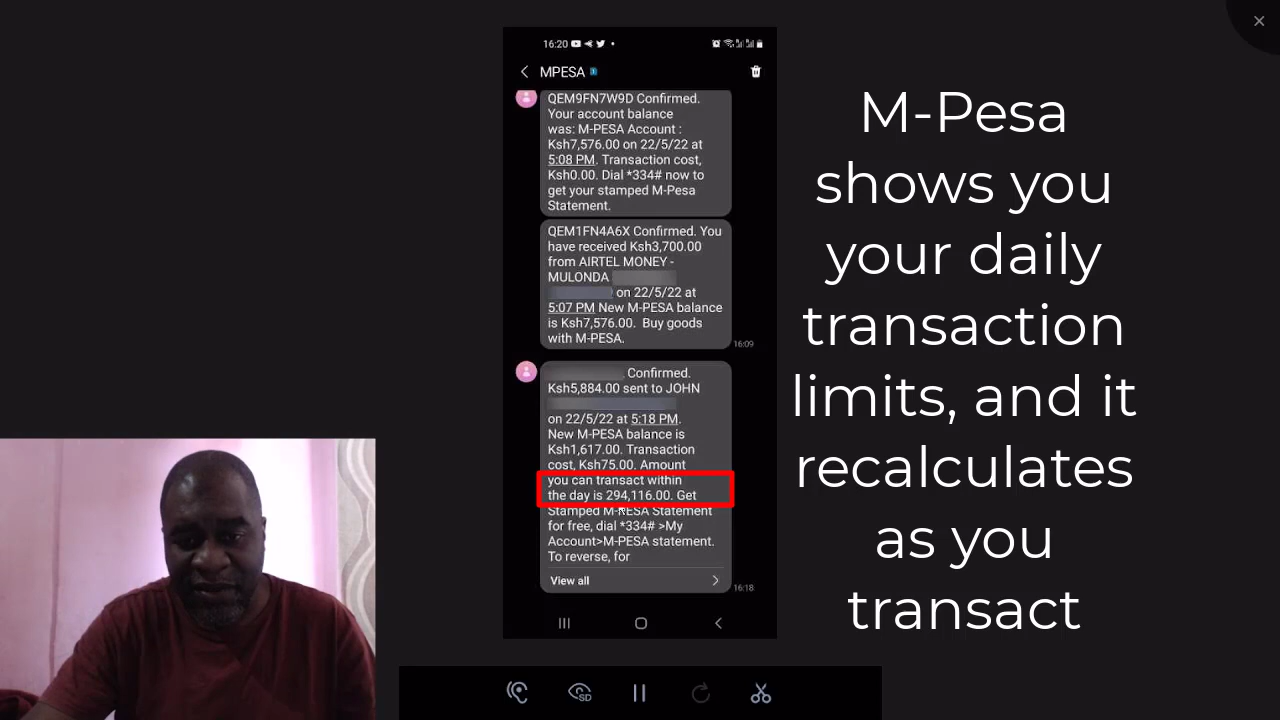 16:20
MPESA
QEM9FN7W9D Confirmed.
Your account balance
was: M-PESA Account :
Ksh7,576.00 on 22/5/22 at
5:08 PM. Transaction cost,
Ksh0.00. Dial *334# now to
get your stamped M-Pesa
Statement.
QEM1FN4A6X Confirmed. You
have received Ksh3,700.00
from AIRTEL MONEY -
MULONDA
on 22/5/22 at
5:07 PM New M-PESA balance
is Ksh7,576.00. Buy goods
with M-PESA.
16:09
Confirmed.
Ksh5,884.00 sent to JOHN
on 22/5/22 at 5:18 PM.
New M-PESA balance is
Ksh1,617.00. Transaction
cost, Ksh75.00. Amount
you can transact within
the day is 294,116.00. Get
Stamped M-PESA Statement
for free, dial *334# >My
Account>M-PESA statement.
To reverse, for
View all
16:18
M-Pesa
shows you
your daily
transaction
limits, and it
recalculates
as you
transact
SD